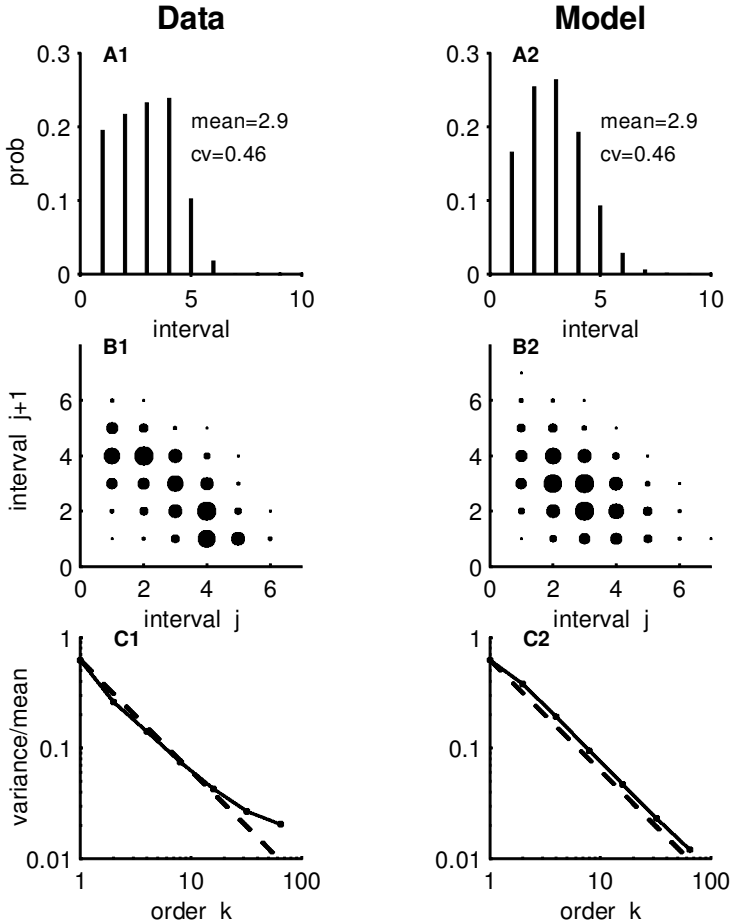 Data
Model
A1
A2
0.3
0.2
0.1
0
prob
mean=2.9
cv=0.46
0 5 10
interval
0.3
0.2
0.1
0
mean=2.9
cv=0.46
0 5 10
interval
B1
6
4
2
0
interval j+1
0 2 4 6
interval j
B2
6
4
2
0
0 2 4 6
interval j
C1
1
0.1
0.01
variance/mean
1 10 100
order k
C2
1
0.1
0.01
1 10 100
order k